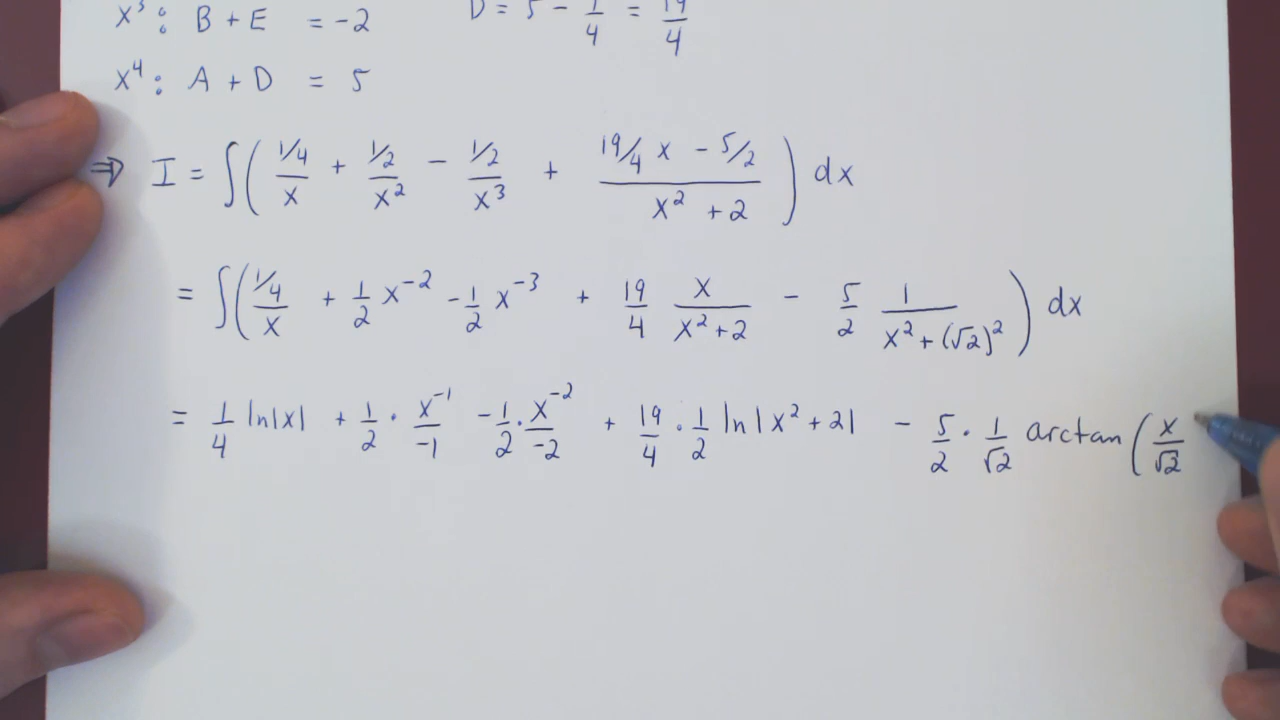 x³: B + E = -2 D = 5 - 1/4 = 19/4
x⁴: A + D = 5
⇒ I = ∫( (1/4)/x + (1/2)/x² - (1/2)/x³ + (19/4 x - 5/2)/(x² + 2) ) dx
= ∫( (1/4)/x + 1/2 x⁻² - 1/2 x⁻³ + 19/4 x/(x² + 2) - 5/2 1/(x² + (√2)²) ) dx
= 1/4 ln|x| + 1/2 · x⁻¹/-1 - 1/2 · x⁻²/-2 + 19/4 · 1/2 ln|x² + 2| - 5/2 · 1/√2 arctan (x/√2